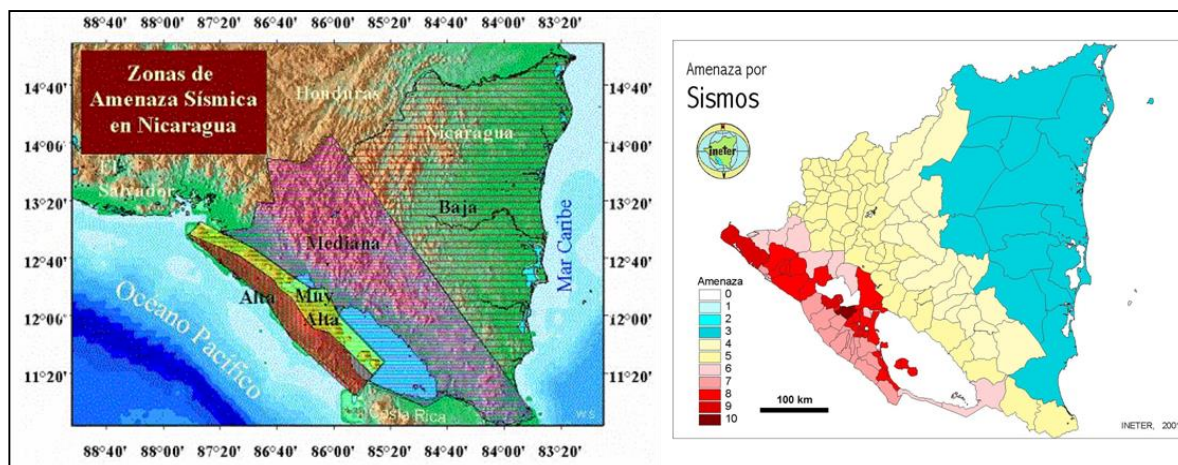 88°40' 88°00' 87°20' 86°40' 86°00' 85°20' 84°40' 84°00' 83°20'
Zonas de
Amenaza Sísmica
en Nicaragua
14°40'
14°06'
13°20'
12°40'
12°06'
11°20'
Honduras
Nicaragua
El
Salvador
Baja
Mediana
Alta
Muy
Alta
Océano Pacífico
Mar Caribe
Costa Rica
W.S
14°40'
14°06'
13°20'
12°40'
12°06'
11°20'
88°40' 88°00' 87°20' 86°40' 86°00' 85°20' 84°40' 84°00' 83°20'
Amenaza por
Sismos
ineter
Amenaza
0
1
2
3
4
5
6
7
8
9
10
100 km
INETER, 2001